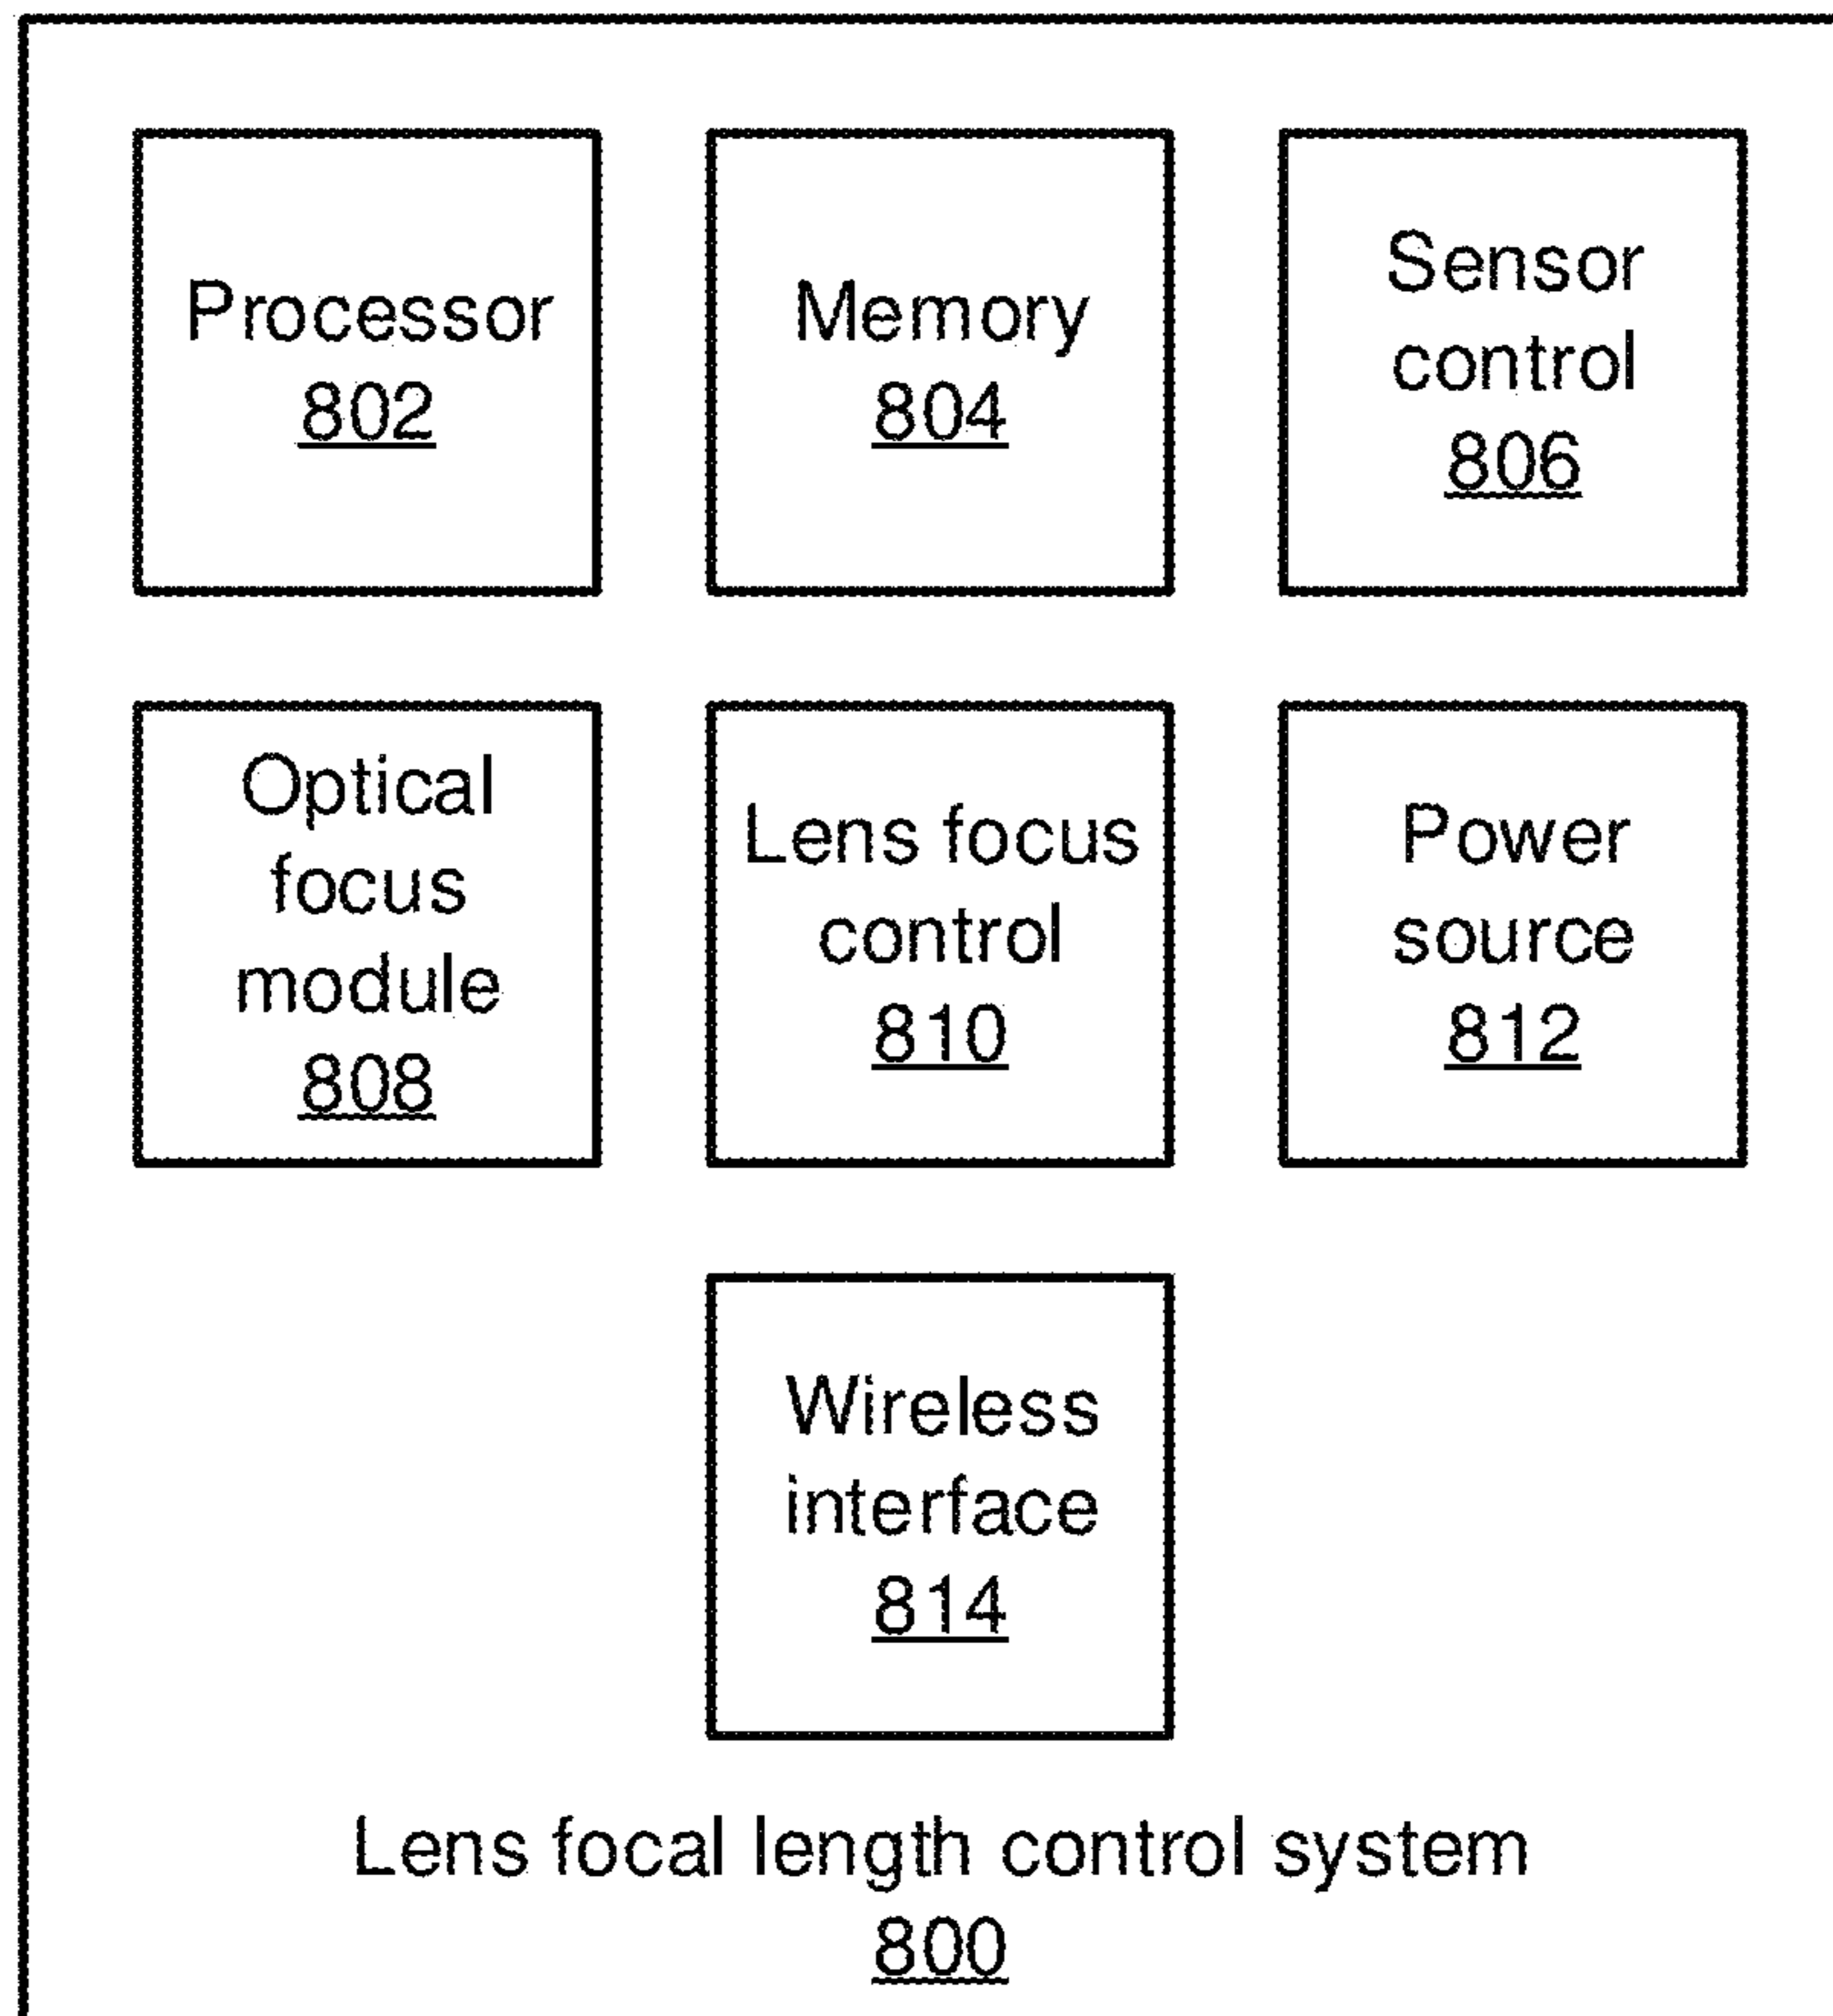 Processor
802
Memory
804
Sensor
control
806
Optical
focus
module
808
Lens focus
control
810
Power
source
812
Wireless
interface
814
Lens focal length control system
800